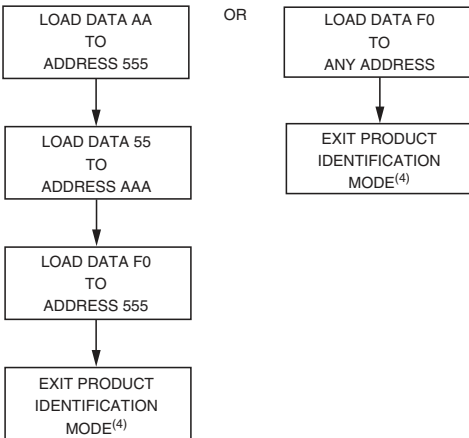 LOAD DATA AA
TO
ADDRESS 555
LOAD DATA 55
TO
ADDRESS AAA
LOAD DATA F0
TO
ADDRESS 555
EXIT PRODUCT
IDENTIFICATION
MODE(4)
OR
LOAD DATA F0
TO
ANY ADDRESS
EXIT PRODUCT
IDENTIFICATION
MODE(4)